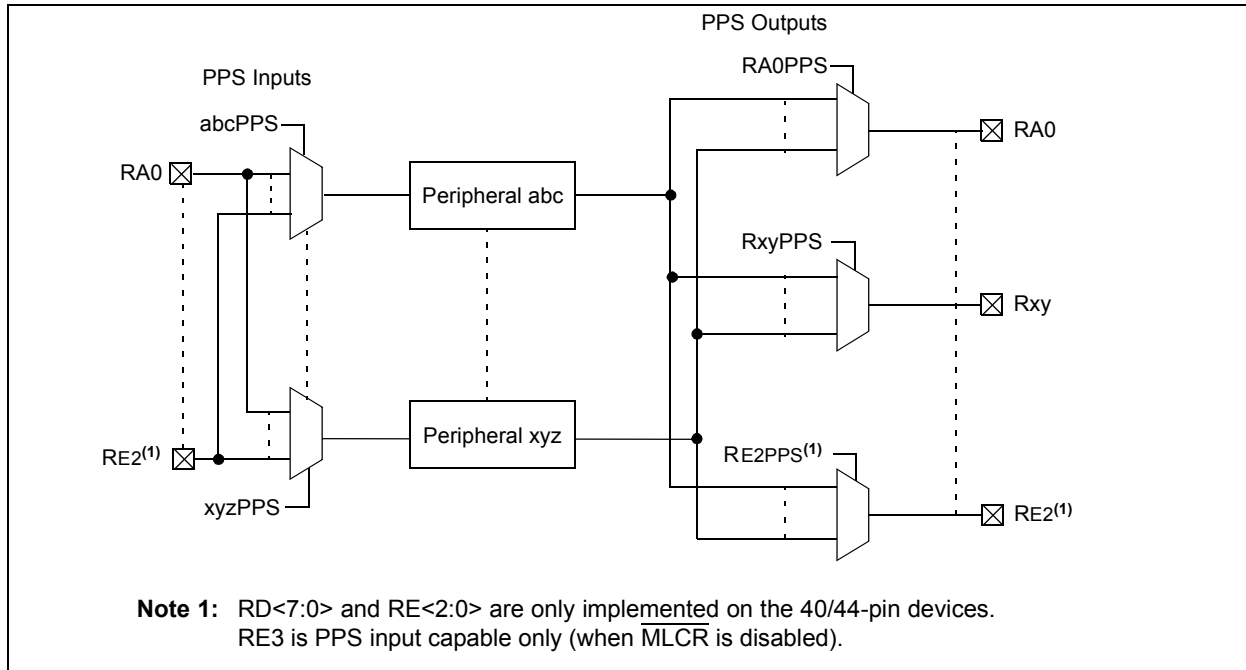 PPS Outputs
RA0PPS
PPS Inputs
abcPPS
RA0
RA0
Peripheral abc
RxyPPS
Rxy
Peripheral xyz
RE2(1)
RE2PPS(1)
xyzPPS
RE2(1)
Note 1: RD<7:0> and RE<2:0> are only implemented on the 40/44-pin devices.
RE3 is PPS input capable only (when MLCR is disabled).